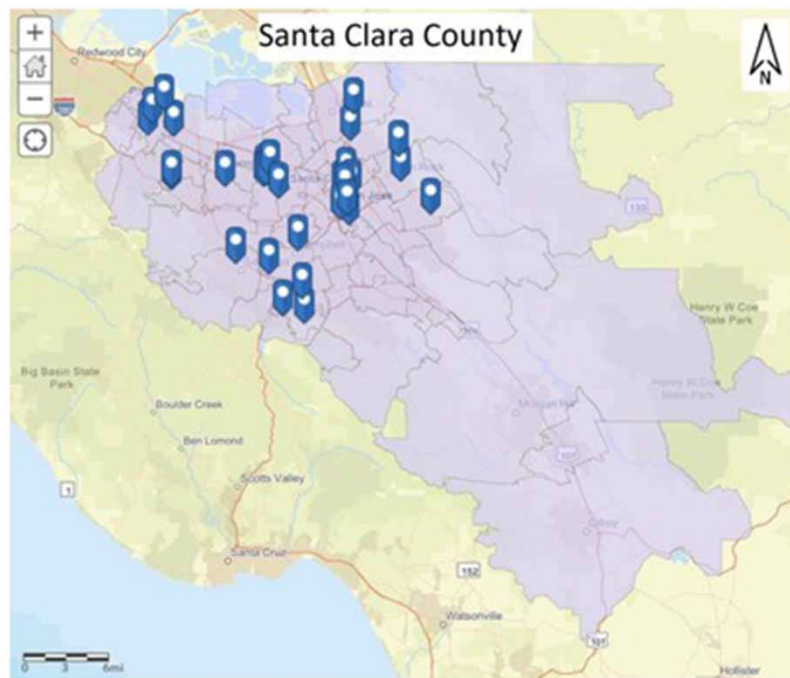 Santa Clara County
+
−
Redwood City
N
280
130
Henry W Coe
State Park
Henry W Coe
State Park
Big Basin State
Park
Boulder Creek
Morgan Hill
Ben Lomond
101
1
Scotts Valley
Gilroy
Santa Cruz
152
Watsonville
101
0 3 6mi
Hollister